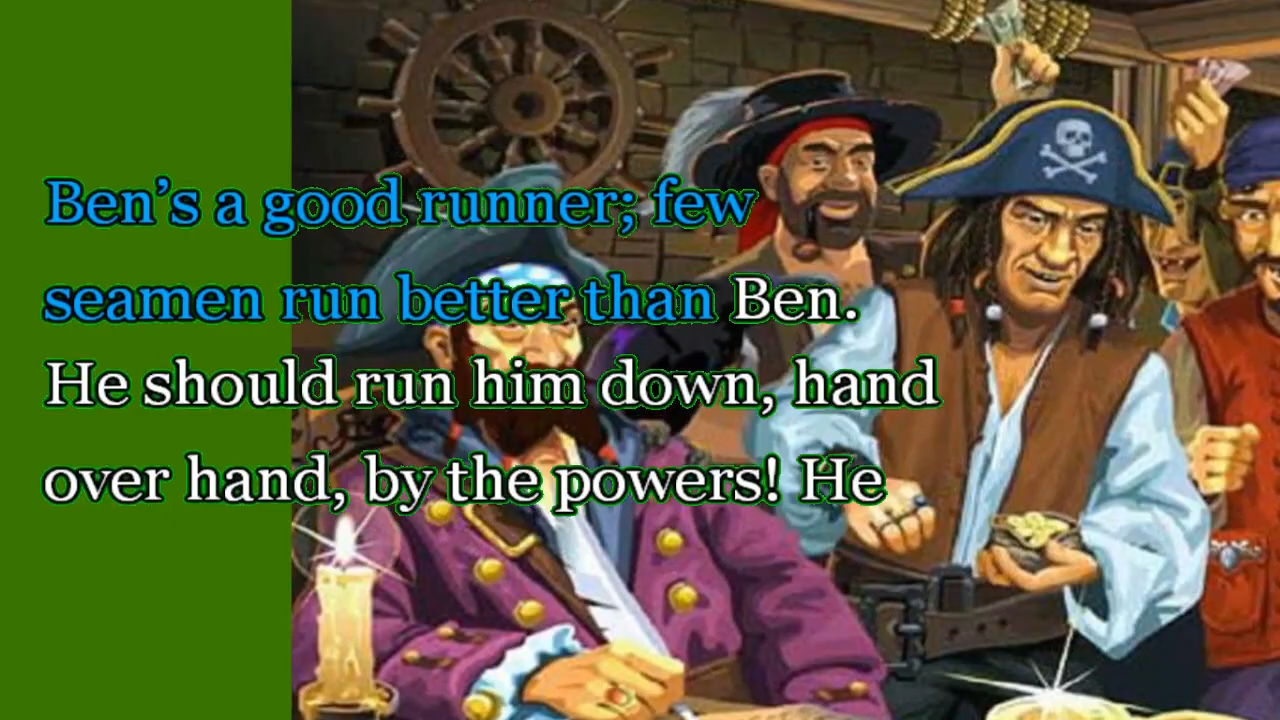 Ben’s a good runner; few
seamen run better than Ben.
He should run him down, hand
over hand, by the powers! He